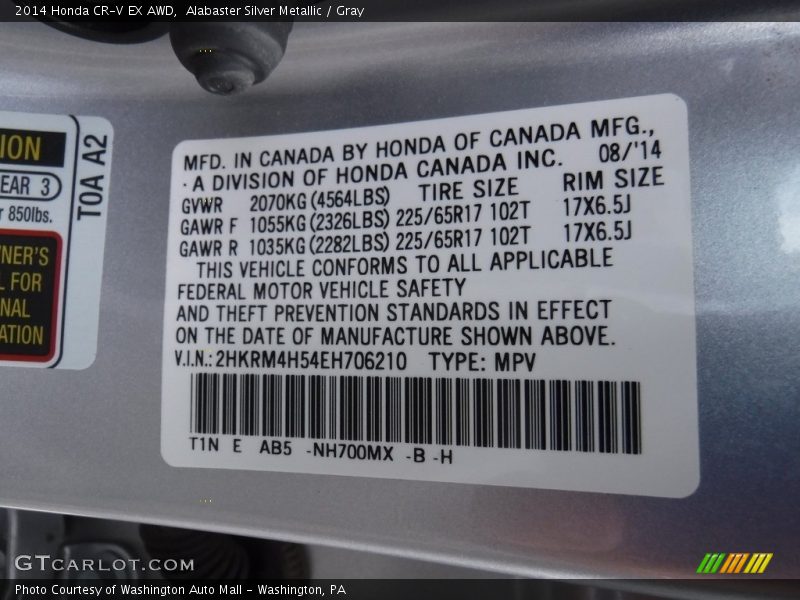 2014 Honda CR-V EX AWD,  Alabaster Silver Metallic / Gray
ION
EAR 3
r 850lbs.
NER'S
L FOR
NAL
ATION
T0A A2
MFD. IN CANADA BY HONDA OF CANADA MFG.,
·A DIVISION OF HONDA CANADA INC. 08/'14
GVWR 2070KG(4564LBS) TIRE SIZE RIM SIZE
GAWR F 1055KG(2326LBS) 225/65R17 102T 17X6.5J
GAWR R 1035KG(2282LBS) 225/65R17 102T 17X6.5J
THIS VEHICLE CONFORMS TO ALL APPLICABLE
FEDERAL MOTOR VEHICLE SAFETY
AND THEFT PREVENTION STANDARDS IN EFFECT
ON THE DATE OF MANUFACTURE SHOWN ABOVE.
V.I.N.: 2HKRM4H54EH706210 TYPE: MPV
T1N E AB5 -NH700MX -B -H
GTCARLOT.COM
Photo Courtesy of Washington Auto Mall - Washington, PA